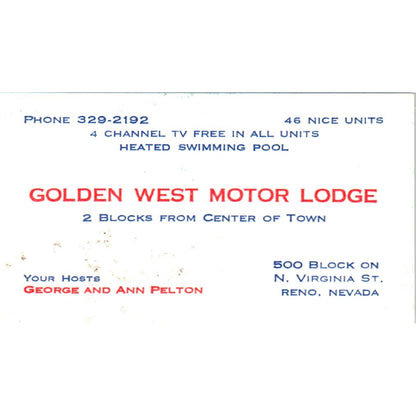 PHONE 329-2192
46 NICE UNITS
4 CHANNEL TV FREE IN ALL UNITS
HEATED SWIMMING POOL
GOLDEN WEST MOTOR LODGE
2 BLOCKS FROM CENTER OF TOWN
YOUR HOSTS
GEORGE AND ANN PELTON
500 BLOCK ON
N. VIRGINIA ST.
RENO, NEVADA